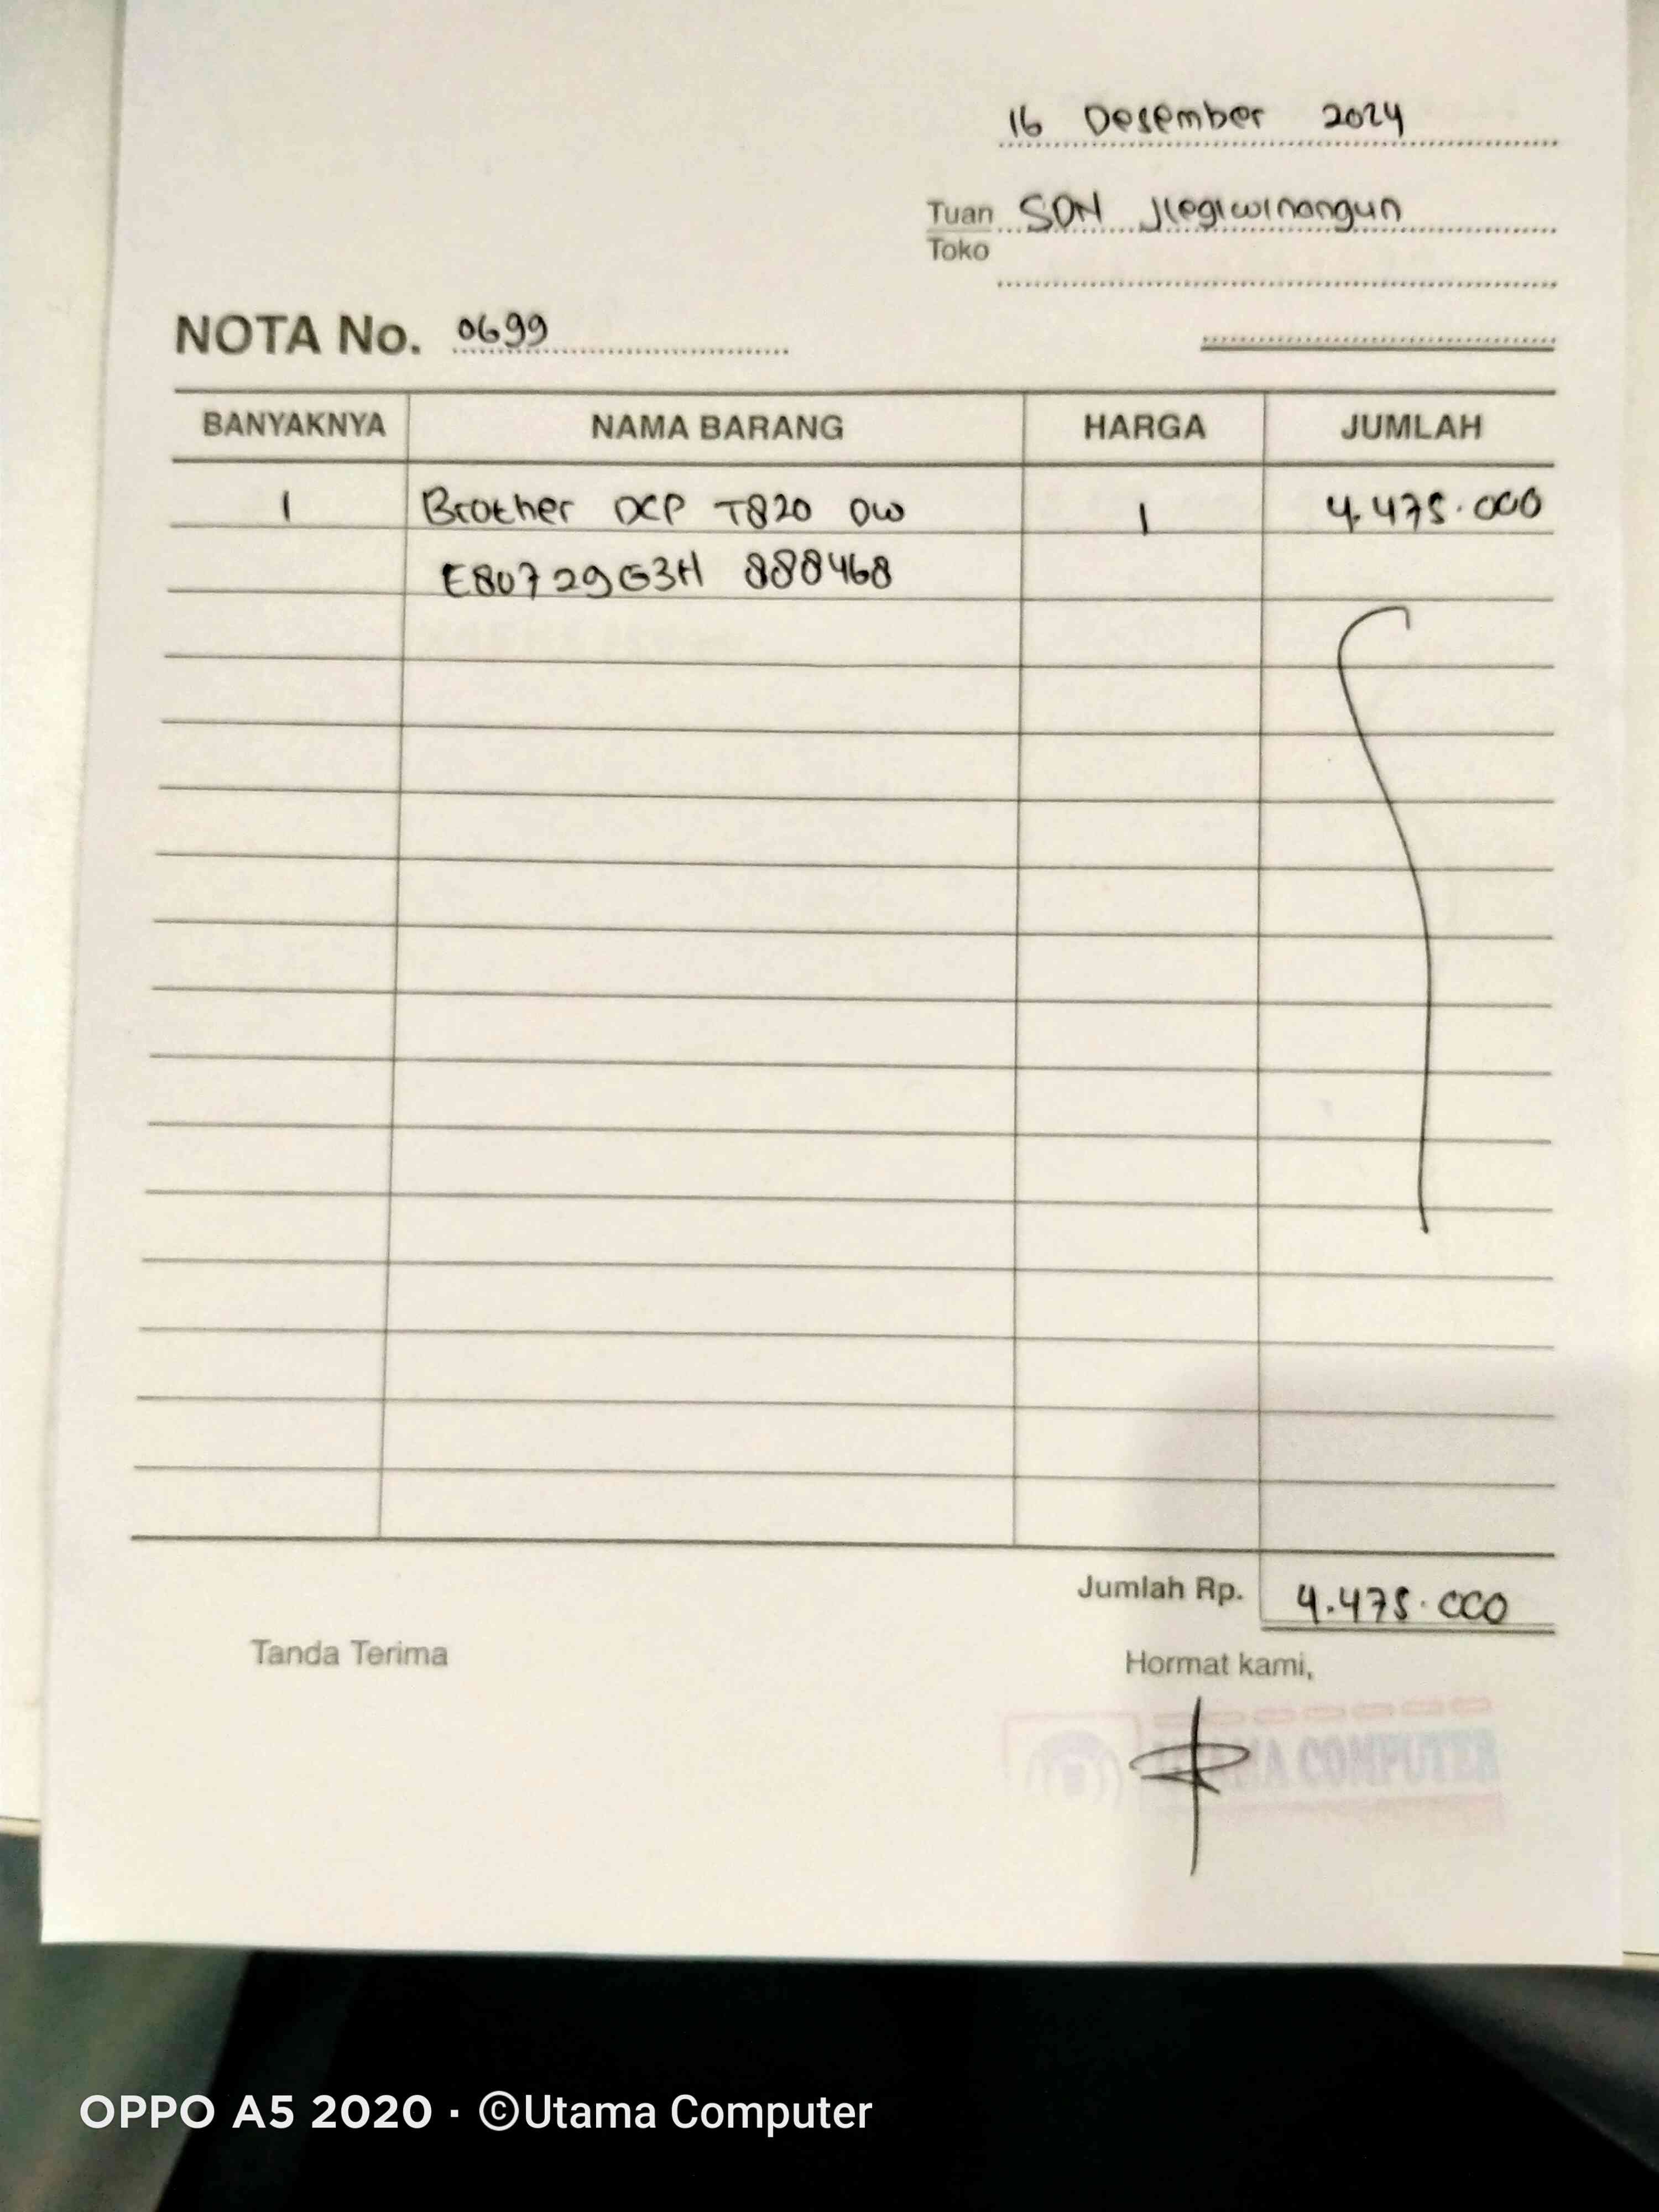 16 Desember 2024
Tuan SDN Jlegiwinangun
Toko
NOTA No. 0699
BANYAKNYA NAMA BARANG HARGA JUMLAH
1 Brother DCP T820 DW 1 4.475.000
E80729G3H 888468
Jumlah Rp. 4.475.000
Tanda Terima Hormat kami,
COMPUTER
OPPO A5 2020 · ©Utama Computer